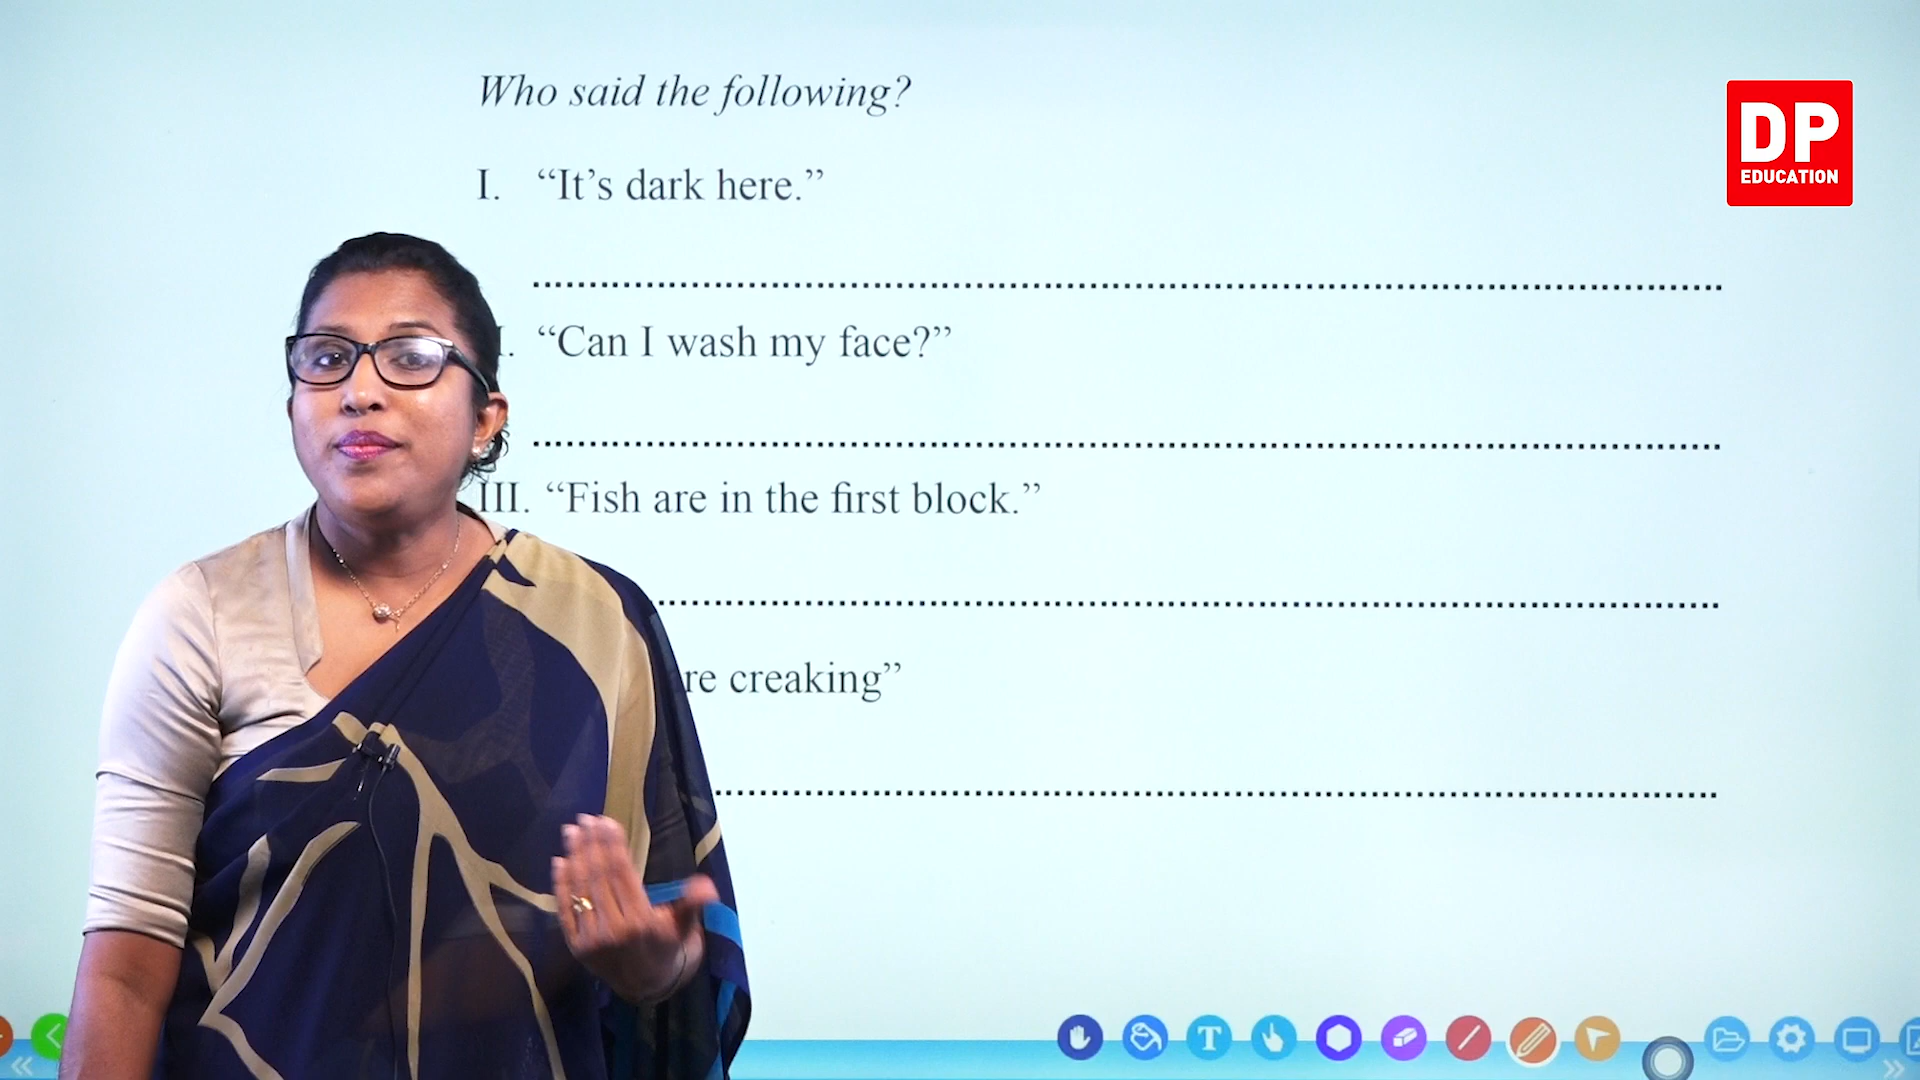 Who said the following?
DP
EDUCATION
I. “It’s dark here.”
“Can I wash my face?”
III. “Fish are in the first block.”
creaking”